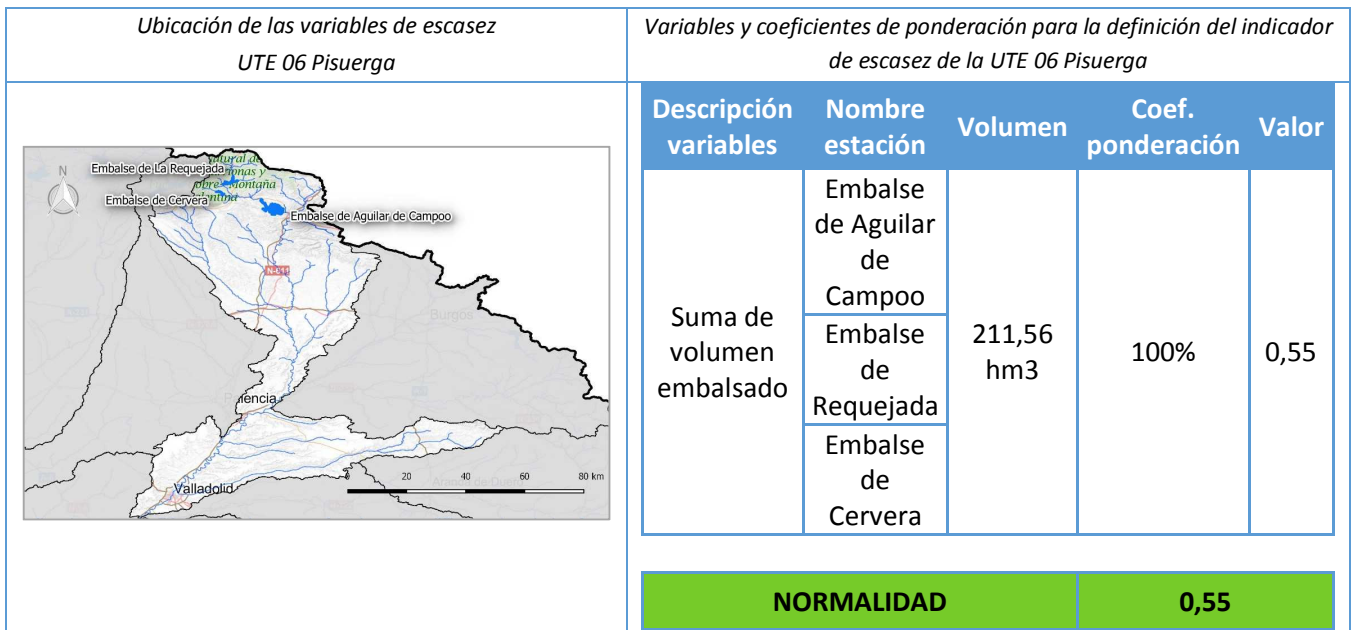 Ubicación de las variables de escasez
UTE 06 Pisuerga
Variables y coeficientes de ponderación para la definición del indicador
de escasez de la UTE 06 Pisuerga
N
Embalse de La Requejada
Embalse de Cervera
Embalse de Aguilar de Campoo
Burgos
Valladolid
0 20 40 60 80 km
Descripción
variables
Nombre
estación
Volumen
Coef.
ponderación
Valor
Suma de
volumen
embalsado
Embalse
de Aguilar
de
Campoo
Embalse
de
Requejada
Embalse
de
Cervera
211,56
hm3
100%
0,55
NORMALIDAD
0,55